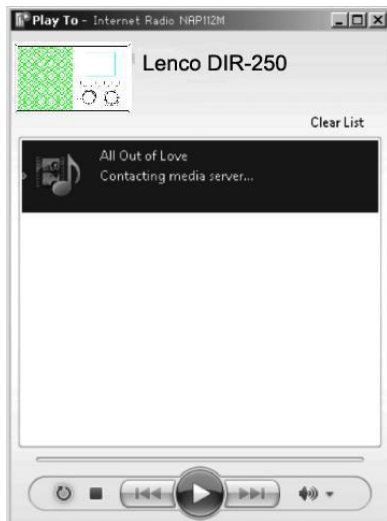 Play To - Internet Radio NAP112M
Lenco DIR-250
Clear List
All Out of Love
Contacting media server...